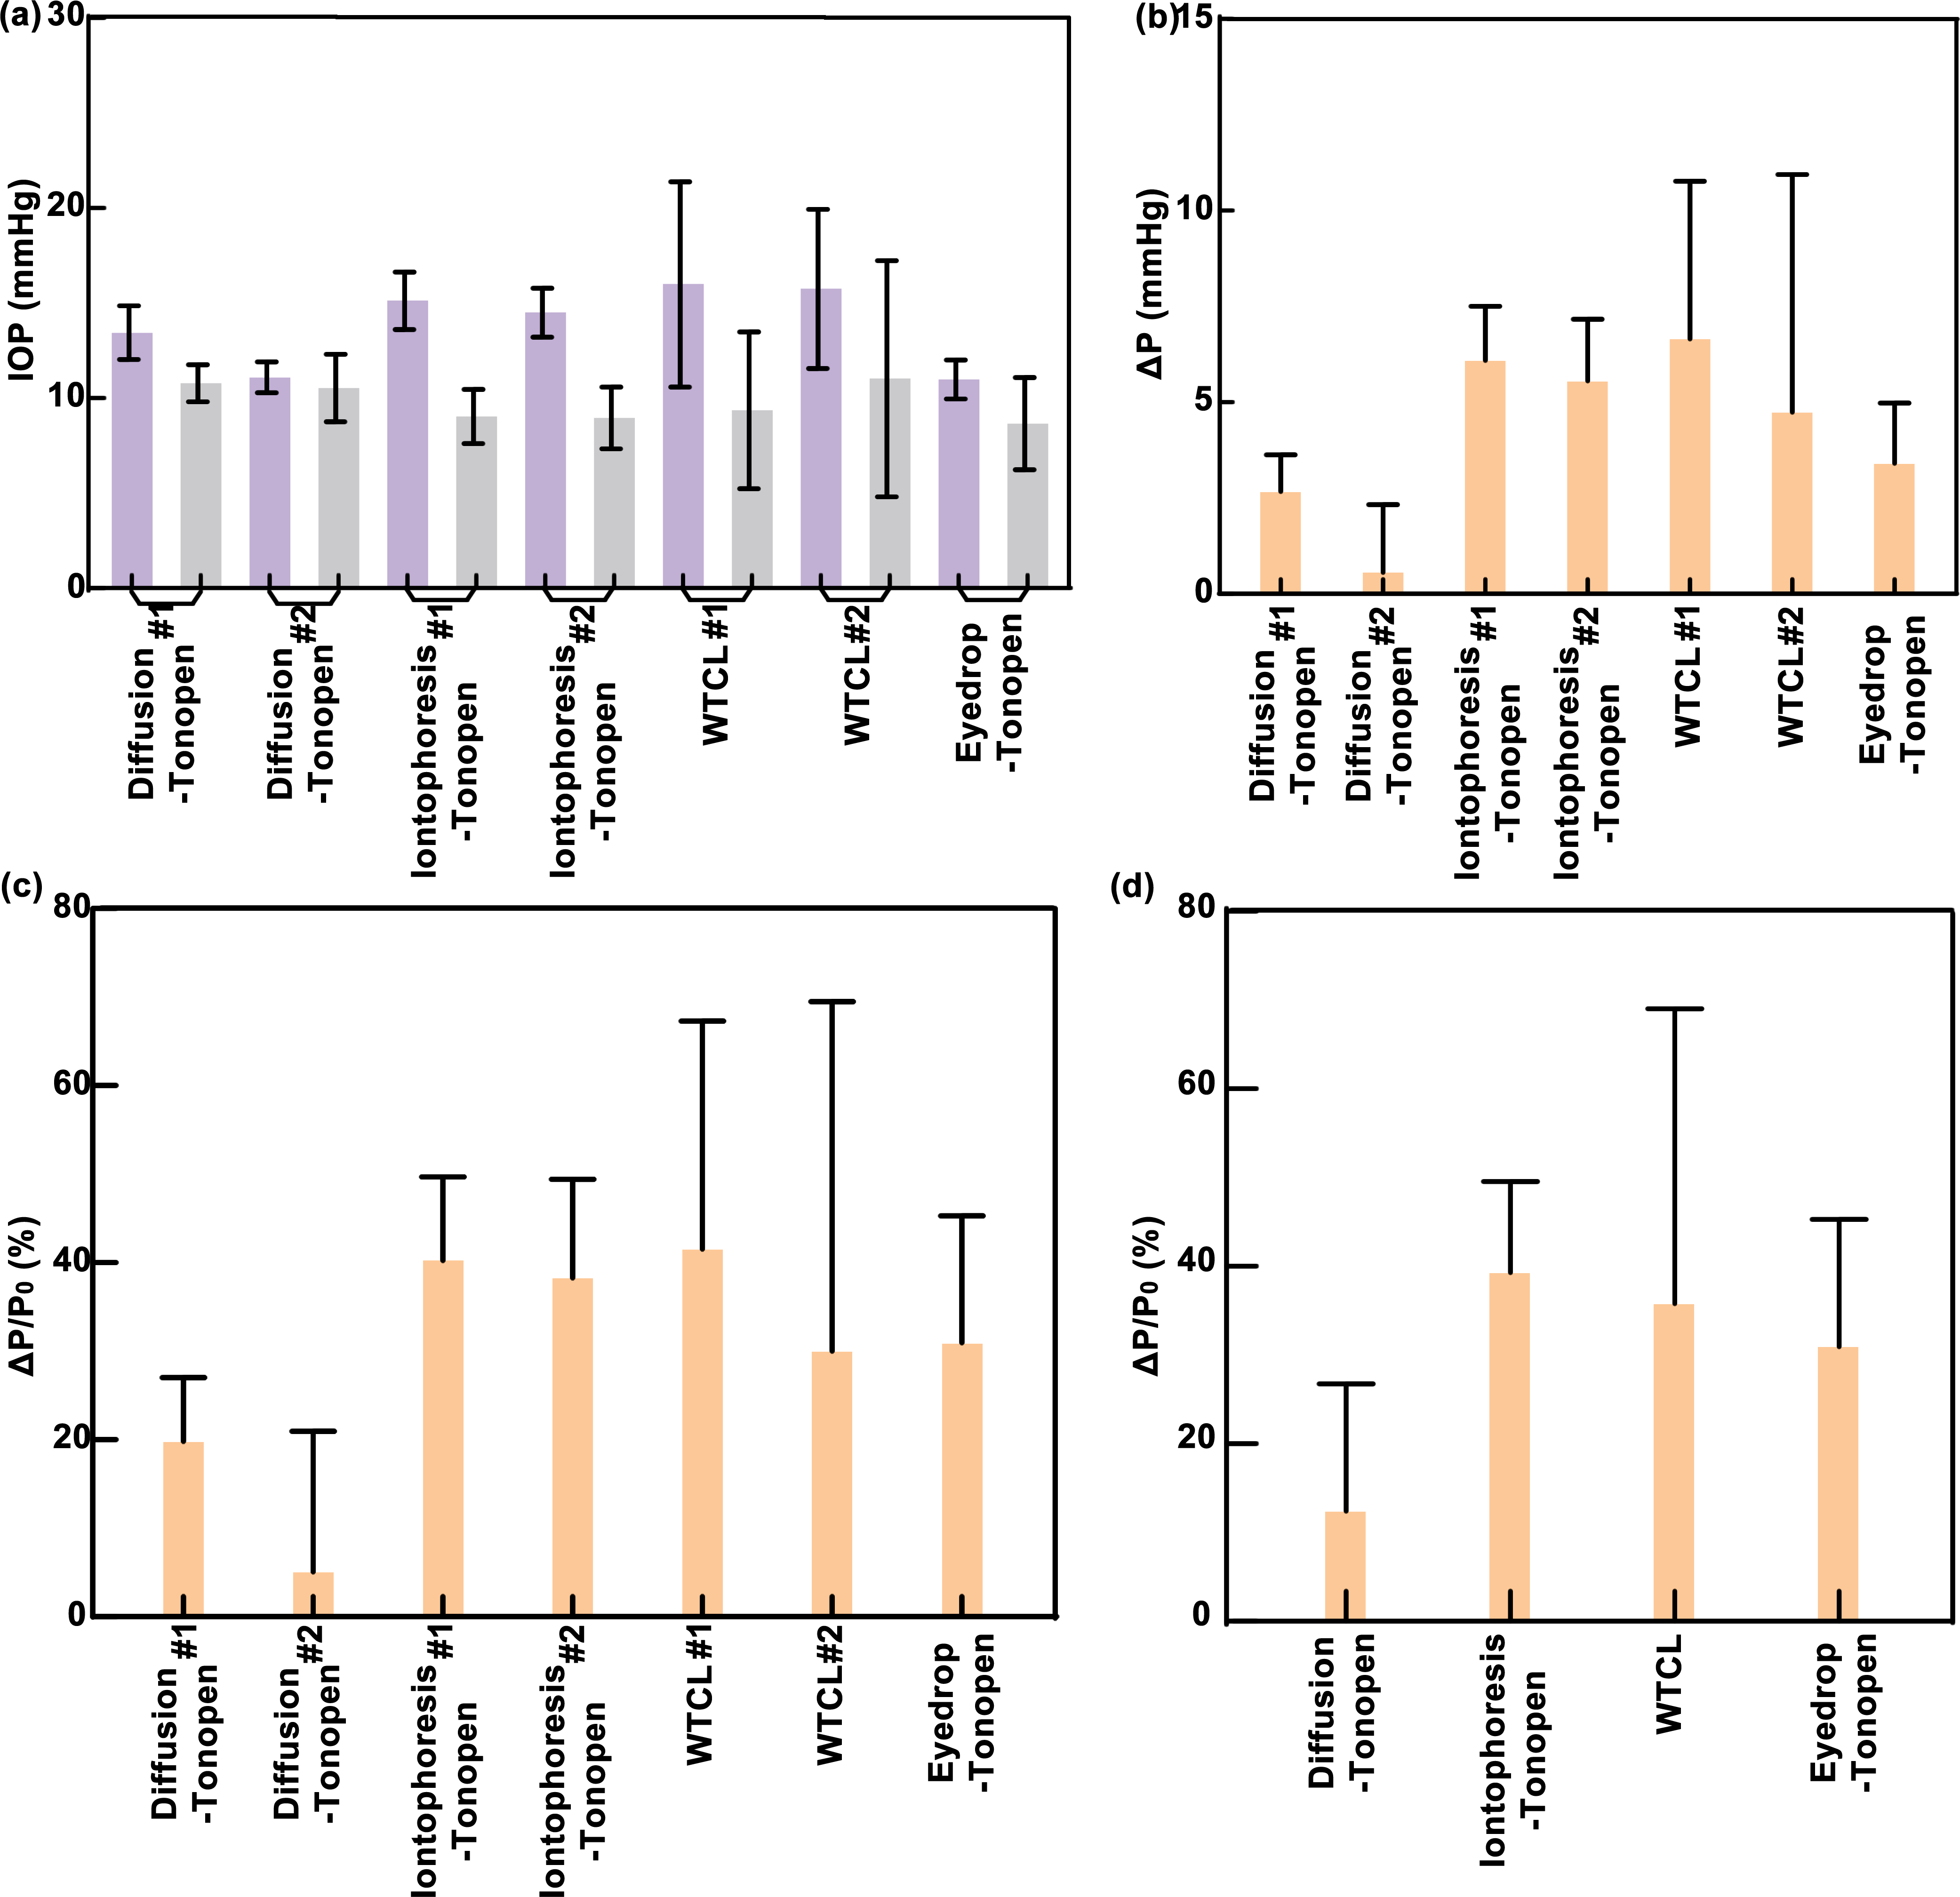 (a)
30
20
10
0
IOP (mmHg)
Diffusion #1
-Tonopen
Diffusion #2
-Tonopen
Iontophoresis #1
-Tonopen
Iontophoresis #2
-Tonopen
WTCL #1
WTCL #2
Eyedrop
-Tonopen
(b)
15
10
5
0
ΔP (mmHg)
Diffusion #1
-Tonopen
Diffusion #2
-Tonopen
Iontophoresis #1
-Tonopen
Iontophoresis #2
-Tonopen
WTCL #1
WTCL #2
Eyedrop
-Tonopen
(c)
80
60
40
20
0
ΔP/P0 (%)
Diffusion #1
-Tonopen
Diffusion #2
-Tonopen
Iontophoresis #1
-Tonopen
Iontophoresis #2
-Tonopen
WTCL #1
WTCL #2
Eyedrop
-Tonopen
(d)
80
60
40
20
0
ΔP/P0 (%)
Diffusion
-Tonopen
Iontophoresis
-Tonopen
WTCL
Eyedrop
-Tonopen